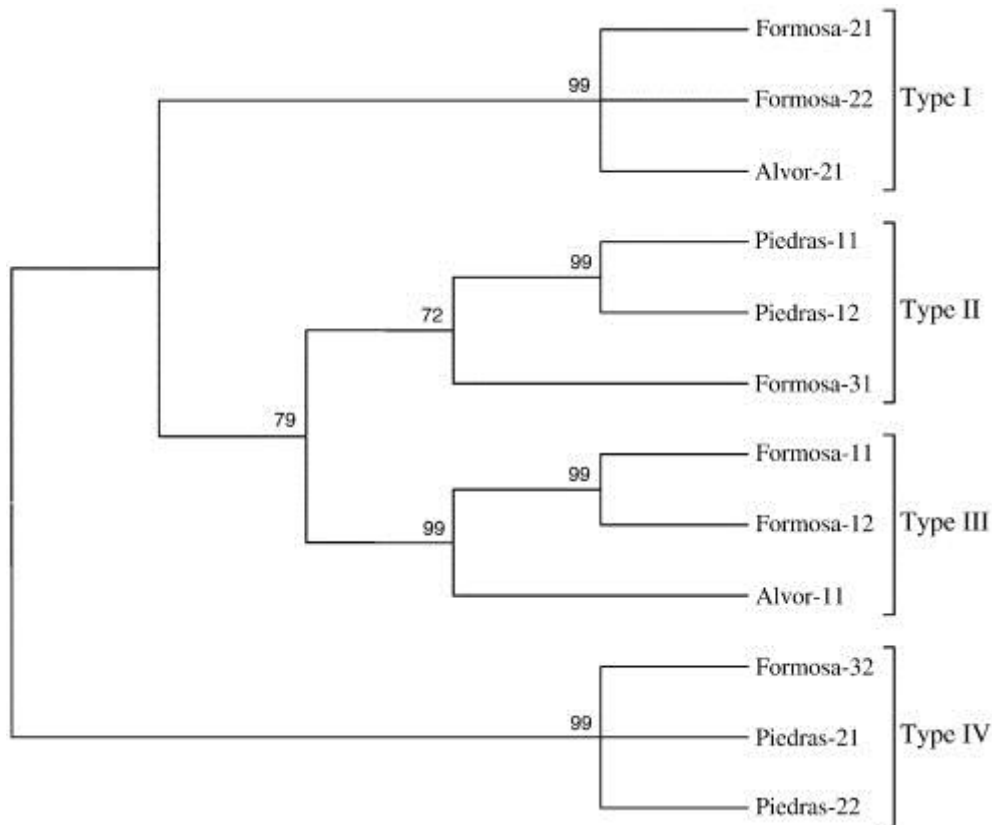 Formosa-21
99
Formosa-22
Type I
Alvor-21
Piedras-11
99
Piedras-12
Type II
72
Formosa-31
79
Formosa-11
99
Formosa-12
Type III
99
Alvor-11
Formosa-32
99
Piedras-21
Type IV
Piedras-22